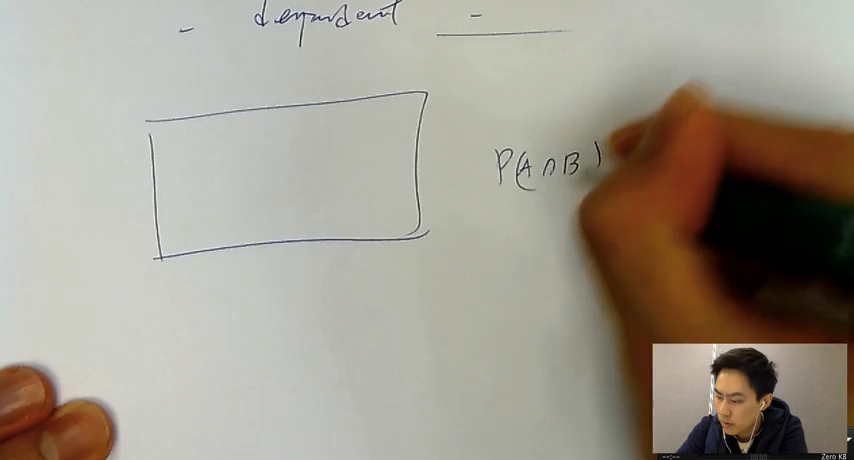 - dependent -
P(A ∩ B)
Zero KB